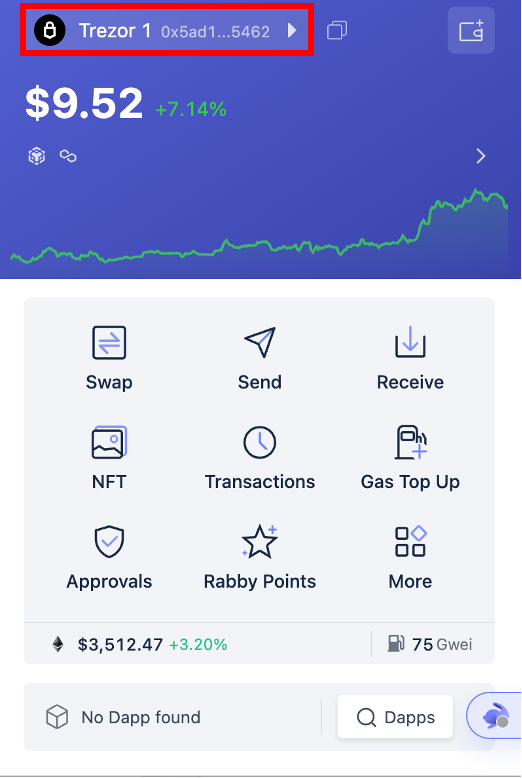 Trezor 1 0x5ad1...5462
$9.52 +7.14%
Swap Send Receive
NFT Transactions Gas Top Up
Approvals Rabby Points More
$3,512.47 +3.20% 75 Gwei
No Dapp found Dapps